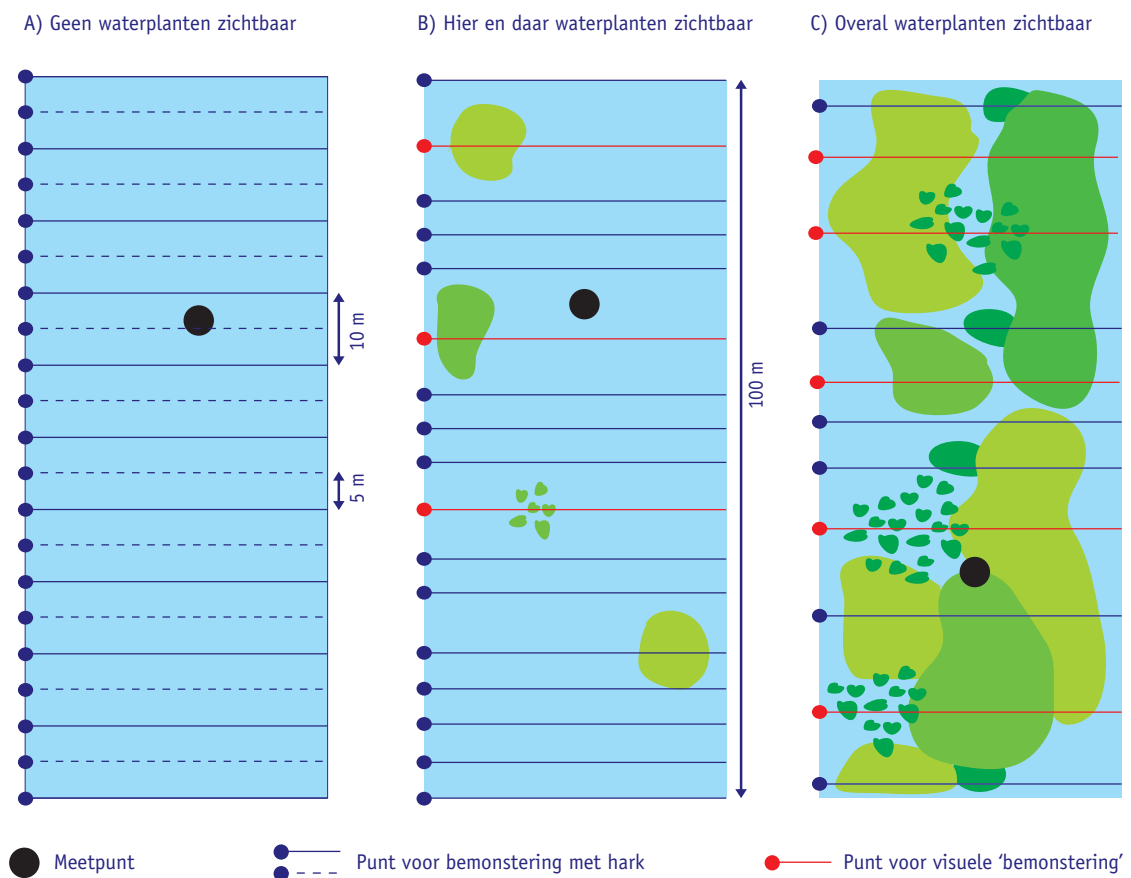 A) Geen waterplanten zichtbaar
B) Hier en daar waterplanten zichtbaar
C) Overal waterplanten zichtbaar
10 m
5 m
100 m
Meetpunt
Punt voor bemonstering met hark
Punt voor visuele ‘bemonstering’